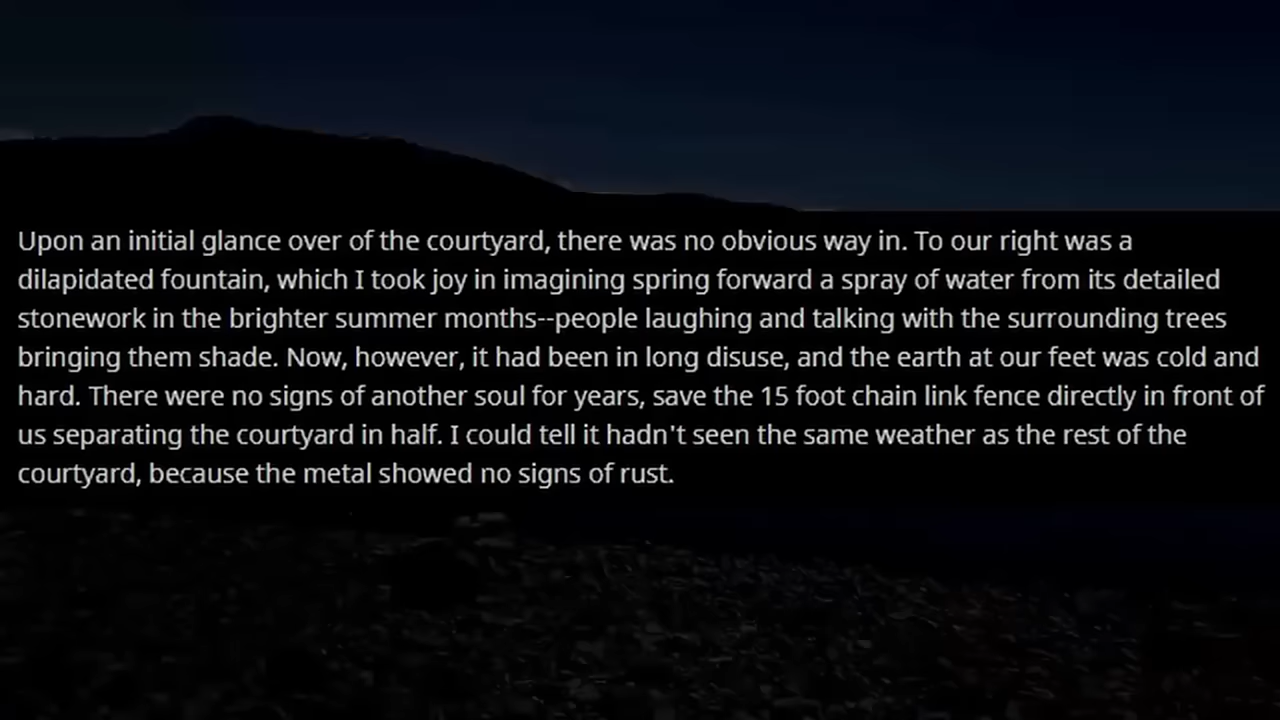 Upon an initial glance over of the courtyard, there was no obvious way in. To our right was a
dilapidated fountain, which I took joy in imagining spring forward a spray of water from its detailed
stonework in the brighter summer months--people laughing and talking with the surrounding trees
bringing them shade. Now, however, it had been in long disuse, and the earth at our feet was cold and
hard. There were no signs of another soul for years, save the 15 foot chain link fence directly in front of
us separating the courtyard in half. I could tell it hadn't seen the same weather as the rest of the
courtyard, because the metal showed no signs of rust.